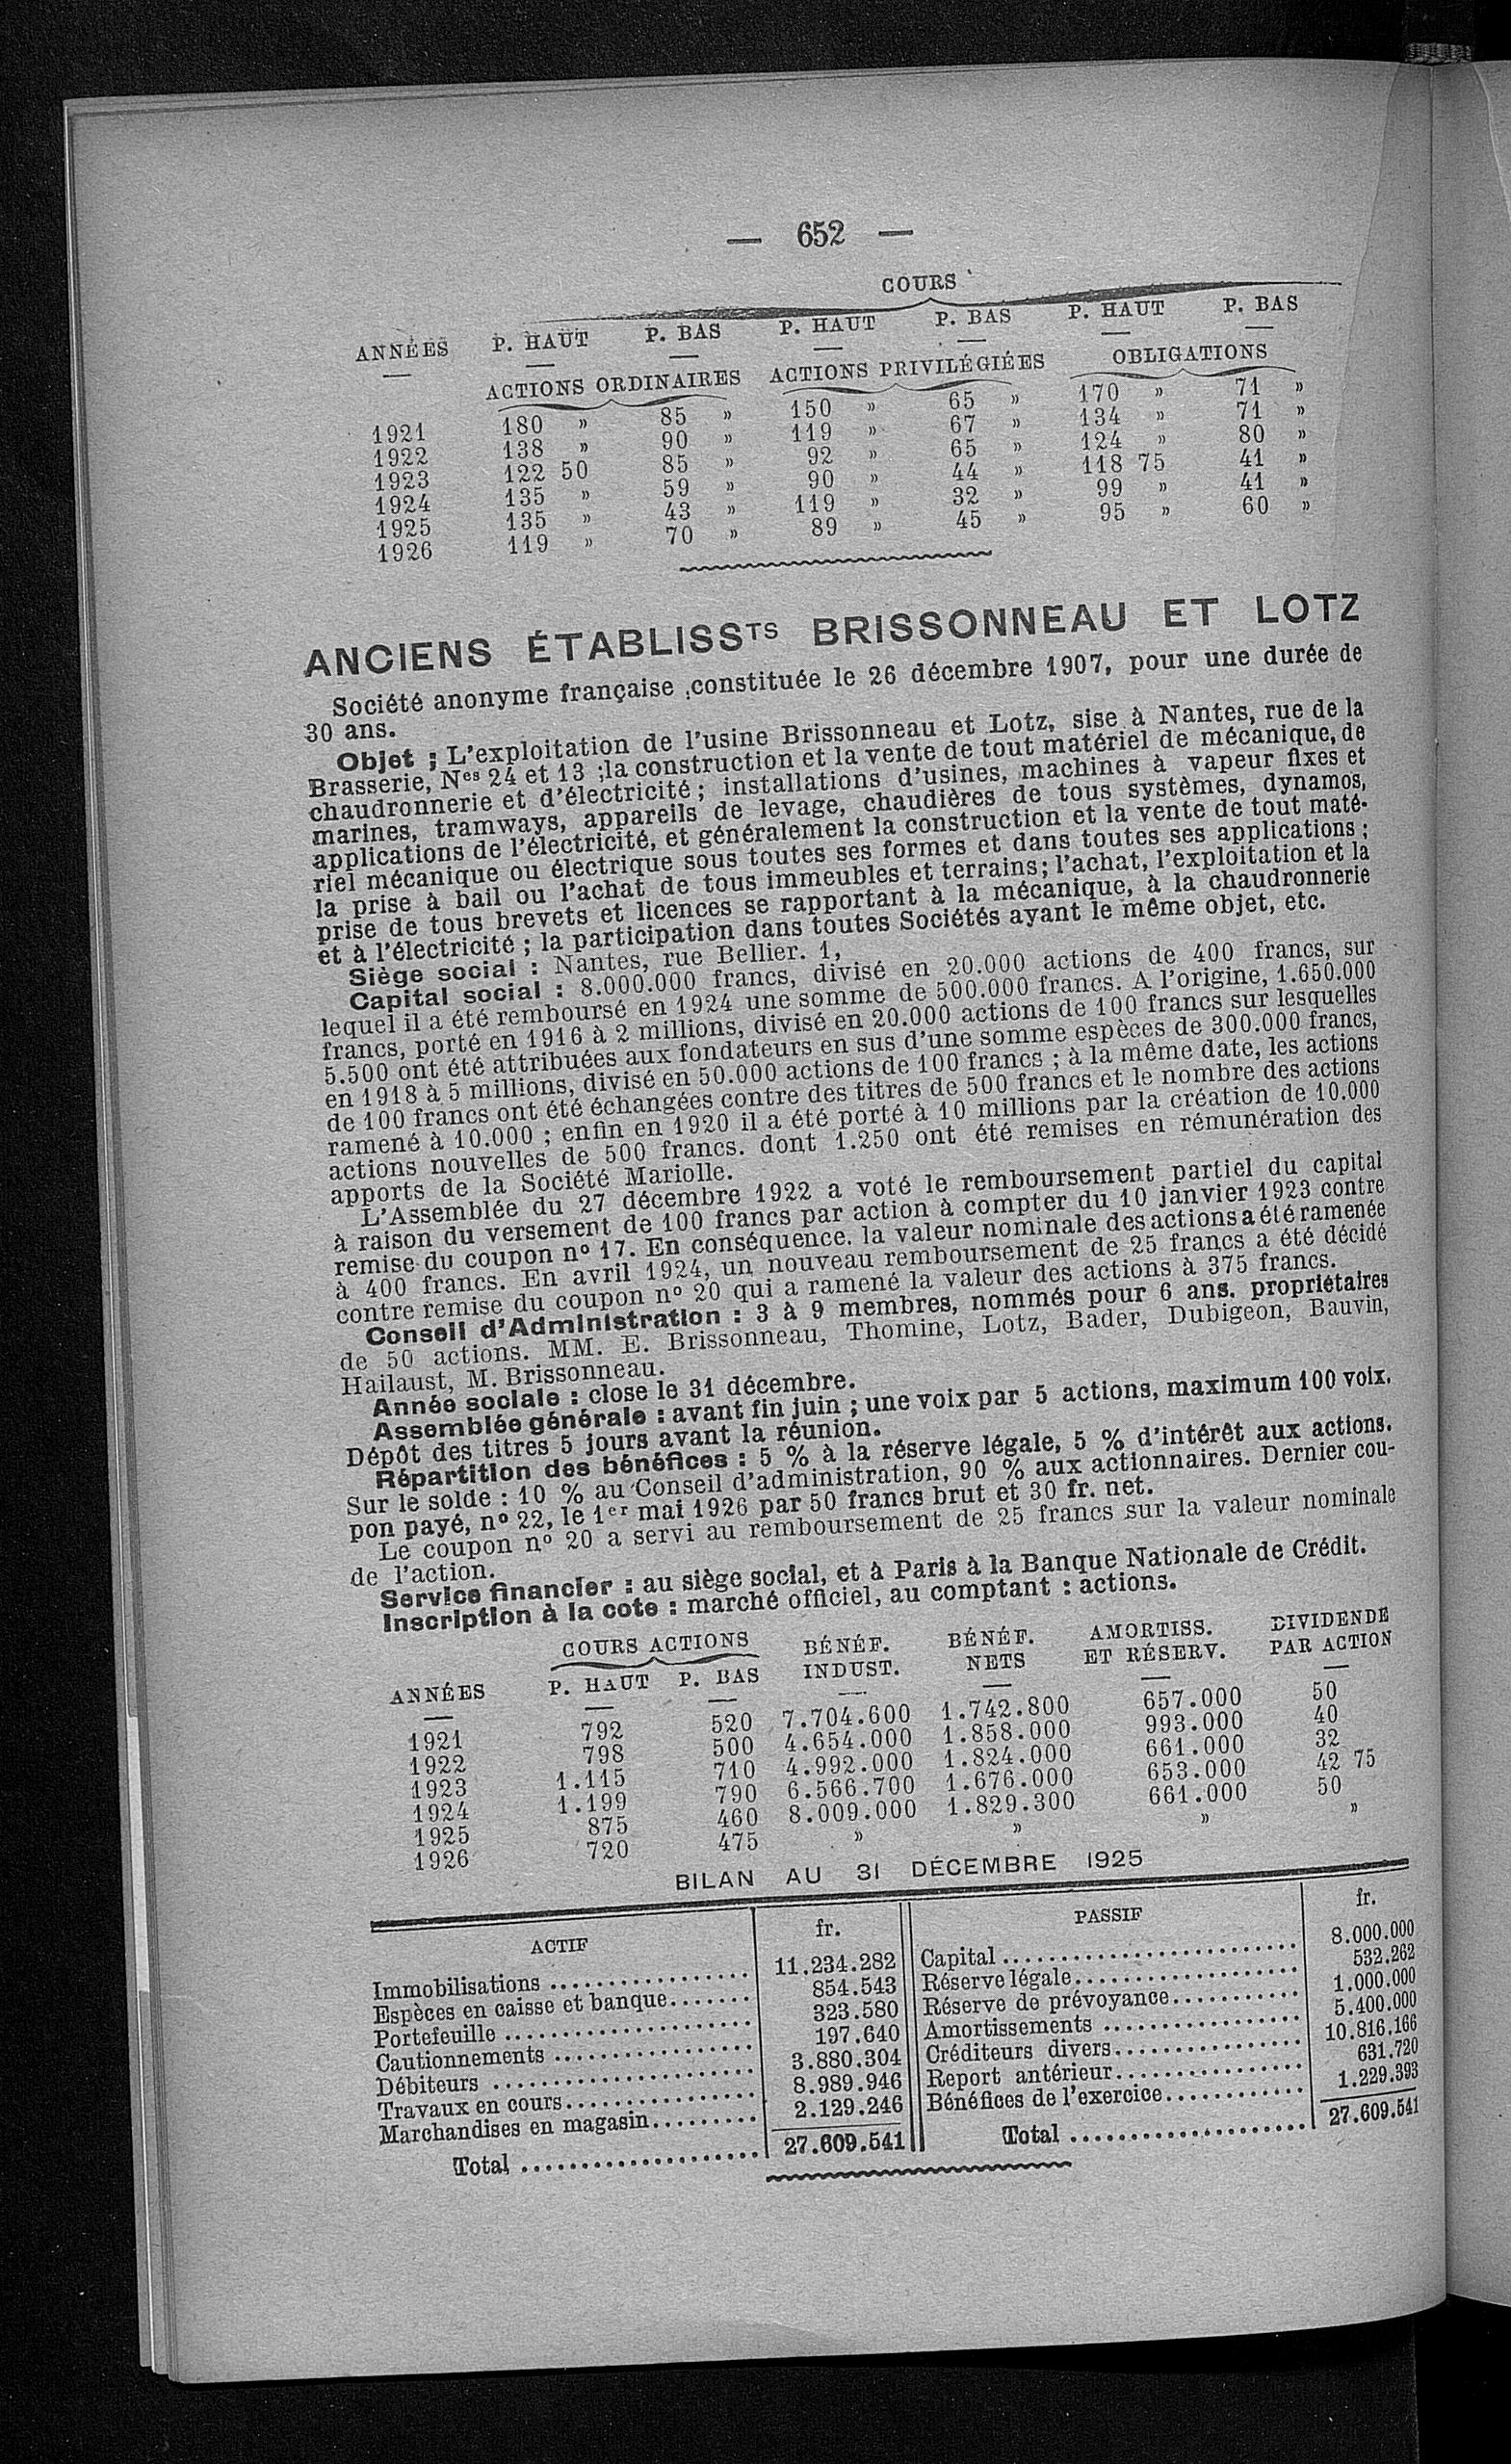 — 652 —
COURS
ANNÉES P. HAUT P. BAS P. HAUT P. BAS P. HAUT P. BAS
ACTIONS ORDINAIRES ACTIONS PRIVILÉGIÉES OBLIGATIONS
1921 180 » 85 » 150 » 65 » 170 » 71 »
1922 138 » 90 » 119 » 67 » 134 » 71 »
1923 122 50 85 » 92 » 65 » 124 » 80 »
1924 135 » 59 » 90 » 44 » 118 75 41 »
1925 135 » 43 » 119 » 32 » 99 » 41 »
1926 119 » 70 » 89 » 45 » 95 » 60 »
ANCIENS ÉTABLISSTS BRISSONNEAU ET LOTZ
Société anonyme française ,constituée le 26 décembre 1907, pour une durée de
30 ans.
Objet ; L'exploitation de l'usine Brissonneau et Lotz, sise à Nantes, rue de la
Brasserie, Nos 24 et 13 ;la construction et la vente de tout matériel de mécanique, de
chaudronnerie et d'électricité ; installations d'usines, machines à vapeur fixes et
marines, tramways, appareils de levage, chaudières de tous systèmes, dynamos,
applications de l'électricité, et généralement la construction et la vente de tout maté-
riel mécanique ou électrique sous toutes ses formes et dans toutes ses applications ;
la prise à bail ou l'achat de tous immeubles et terrains ; l'achat, l'exploitation et la
prise de tous brevets et licences se rapportant à la mécanique, à la chaudronnerie
et à l'électricité ; la participation dans toutes Sociétés ayant le même objet, etc.
Siège social : Nantes, rue Bellier. 1,
Capital social : 8.000.000 francs, divisé en 20.000 actions de 400 francs, sur
lequel il a été remboursé en 1924 une somme de 500.000 francs. A l'origine, 1.650.000
francs, porté en 1916 à 2 millions, divisé en 20.000 actions de 100 francs sur lesquelles
5.500 ont été attribuées aux fondateurs en sus d'une somme espèces de 300.000 francs,
en 1918 à 5 millions, divisé en 50.000 actions de 100 francs ; à la même date, les actions
de 100 francs ont été échangées contre des titres de 500 francs et le nombre des actions
ramené à 10.000 ; enfin en 1920 il a été porté à 10 millions par la création de 10.000
actions nouvelles de 500 francs. dont 1.250 ont été remises en rémunération des
apports de la Société Mariolle.
L'Assemblée du 27 décembre 1922 a voté le remboursement partiel du capital
à raison du versement de 100 francs par action à compter du 10 janvier 1923 contre
remise du coupon no 17. En conséquence. la valeur nominale des actions a été ramenée
à 400 francs. En avril 1924, un nouveau remboursement de 25 francs a été décidé
contre remise du coupon no 20 qui a ramené la valeur des actions à 375 francs.
Conseil d'Administration : 3 à 9 membres, nommés pour 6 ans. propriétaires
de 50 actions. MM. E. Brissonneau, Thomine, Lotz, Bader, Dubigeon, Bauvin,
Hailaust, M. Brissonneau.
Année sociale : close le 31 décembre.
Assemblée générale : avant fin juin ; une voix par 5 actions, maximum 100 voix.
Dépôt des titres 5 jours avant la réunion.
Répartition des bénéfices : 5 % à la réserve légale, 5 % d'intérêt aux actions.
Sur le solde : 10 % au Conseil d'administration, 90 % aux actionnaires. Dernier cou-
pon payé, no 22, le 1er mai 1926 par 50 francs brut et 30 fr. net.
Le coupon no 20 a servi au remboursement de 25 francs sur la valeur nominale
de l'action.
Service financier : au siège social, et à Paris à la Banque Nationale de Crédit.
Inscription à la cote : marché officiel, au comptant : actions.
COURS ACTIONS BÉNÉF. BÉNÉF. AMORTISS. DIVIDENDE
ANNÉES P. HAUT P. BAS INDUST. NETS ET RÉSERV. PAR ACTION
1921 792 520 7.704.600 1.742.800 657.000 50
1922 798 500 4.654.000 1.858.000 993.000 40
1923 1.115 710 4.992.000 1.824.000 661.000 32
1924 1.199 790 6.566.700 1.676.000 653.000 42 75
1925 875 460 8.009.000 1.829.300 661.000 50
1926 720 475 » » » »
BILAN AU 31 DÉCEMBRE 1925
ACTIF fr. PASSIF fr.
Immobilisations ................. 11.234.282 Capital ......................... 8.000.000
Espèces en caisse et banque....... 854.543 Réserve légale................... 532.262
Portefeuille ..................... 323.580 Réserve de prévoyance........... 1.000.000
Cautionnements ................. 197.640 Amortissements ................. 5.400.000
Débiteurs ....................... 3.880.304 Créditeurs divers................ 10.816.166
Travaux en cours................ 8.989.946 Report antérieur................ 631.720
Marchandises en magasin......... 2.129.246 Bénéfices de l'exercice............ 1.229.393
Total .................... 27.609.541 Total .................... 27.609.541